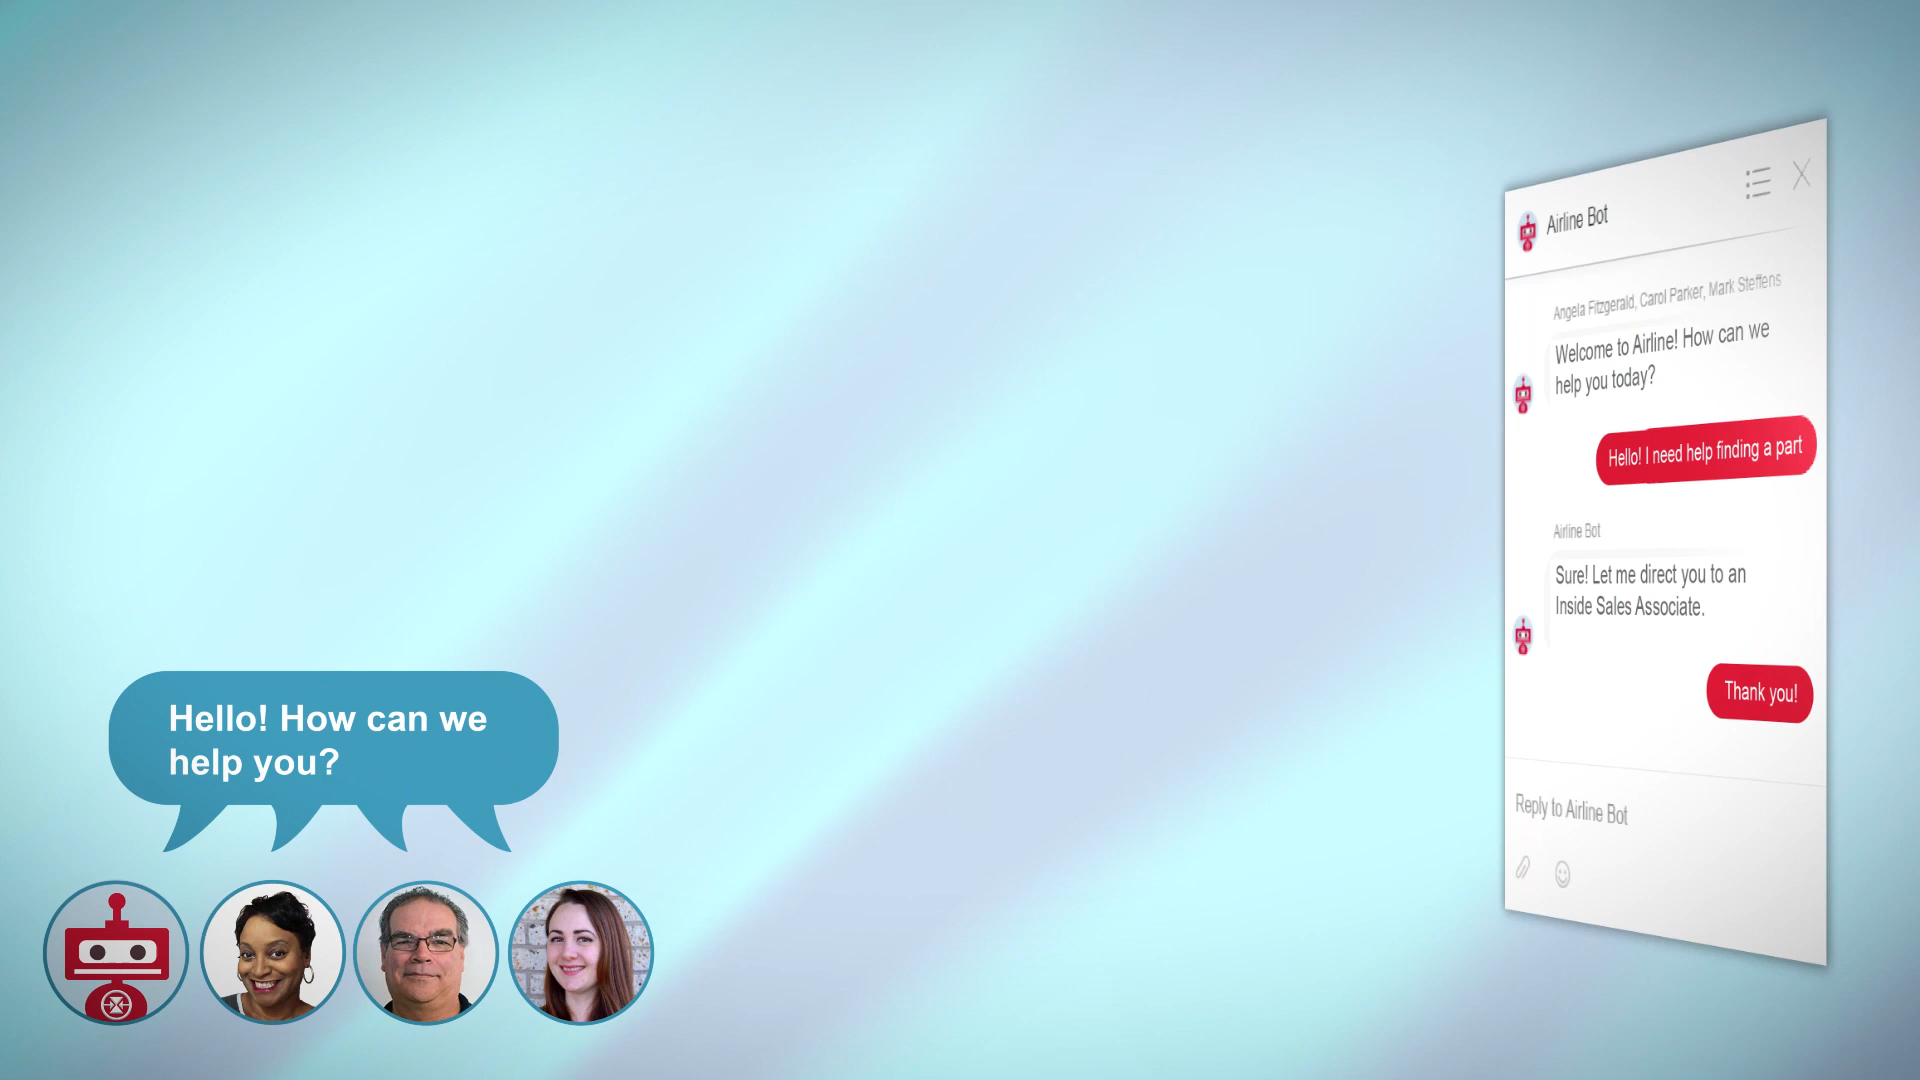 Airline Bot
Angela Fitzgerald, Carol Parker, Mark Steffens
Welcome to Airline! How can we
help you today?
Hello! I need help finding a part
Airline Bot
Sure! Let me direct you to an
Inside Sales Associate.
Thank you!
Reply to Airline Bot
Hello! How can we
help you?